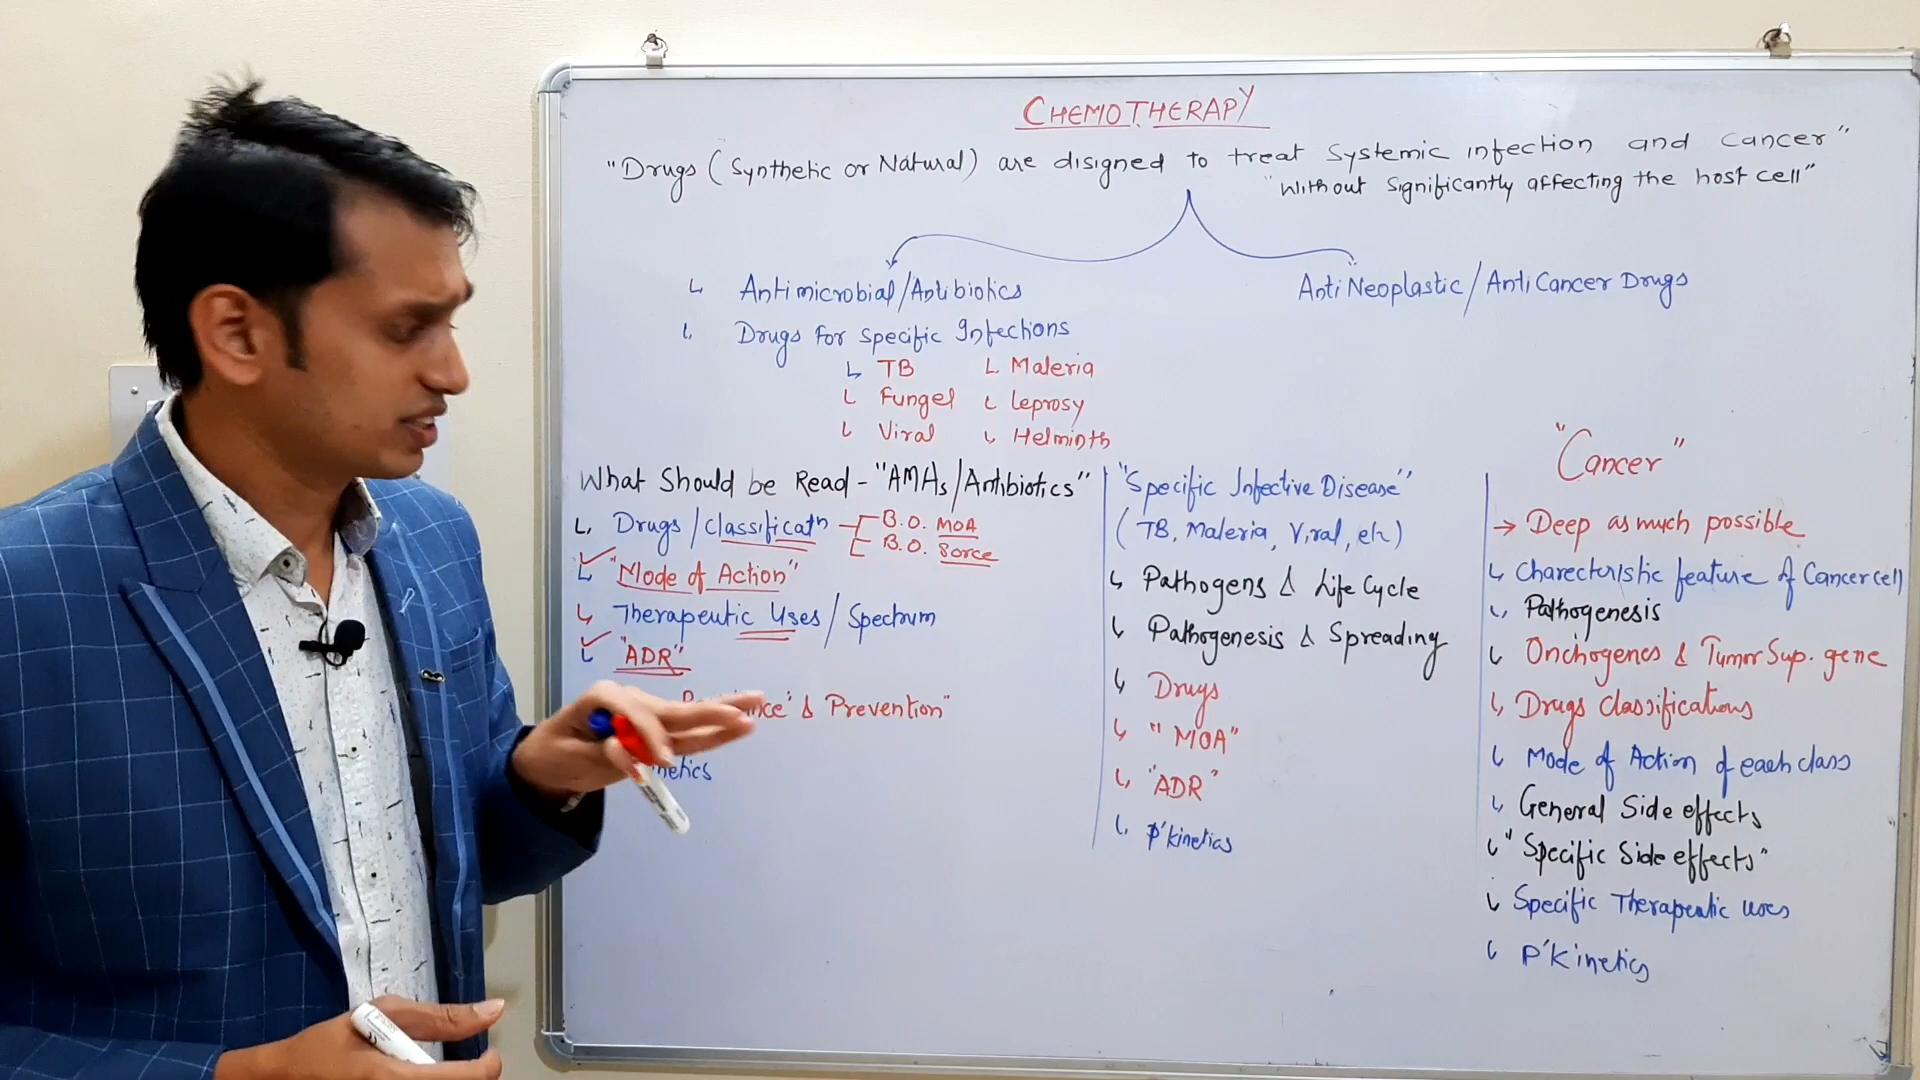 CHEMOTHERAPY
"Drugs (Synthetic or Natural) are disigned to treat Systemic infection and cancer"
"Without significantly affecting the host cell"
Antimicrobial/Antibiotics
Drugs for specific Infections
TB
Maleria
Fungel
leprosy
Viral
Helminth
AntiNeoplastic/AntiCancer Drugs
What Should be Read - "AMAs/Antibiotics"
Drugs/classificatn
B.O. MOA
B.O. Sorce
"Mode of Action"
Therapeutic Uses/Spectrum
"ADR"
& Prevention"
netics
"Specific Infective Disease"
(TB, Maleria, Viral, etc)
Pathogens & Life Cycle
Pathogenesis & Spreading
Drugs
"MOA"
"ADR"
P'kinetics
"Cancer"
→ Deep as much possible
Charecteristic feature of Cancer cell
Pathogenesis
Onchogenes & Tumor Sup. gene
Drugs classifications
Mode of Action of each class
General Side effects
"Specific Side effects"
Specific Therapeutic uses
P'Kinetics